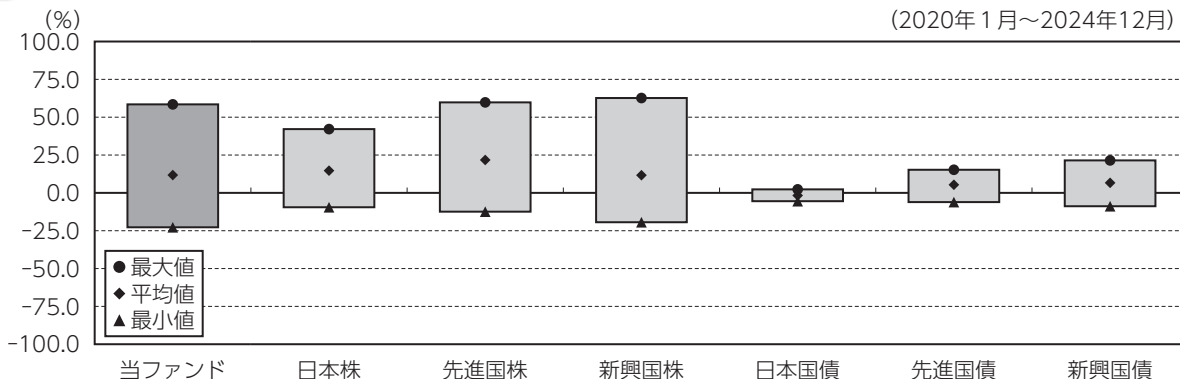 (%)
(2020年1月～2024年12月)
100.0
75.0
50.0
25.0
0.0
-25.0
-50.0
-75.0
-100.0
● 最大値
◆ 平均値
▲ 最小値
当ファンド 日本株 先進国株 新興国株 日本国債 先進国債 新興国債